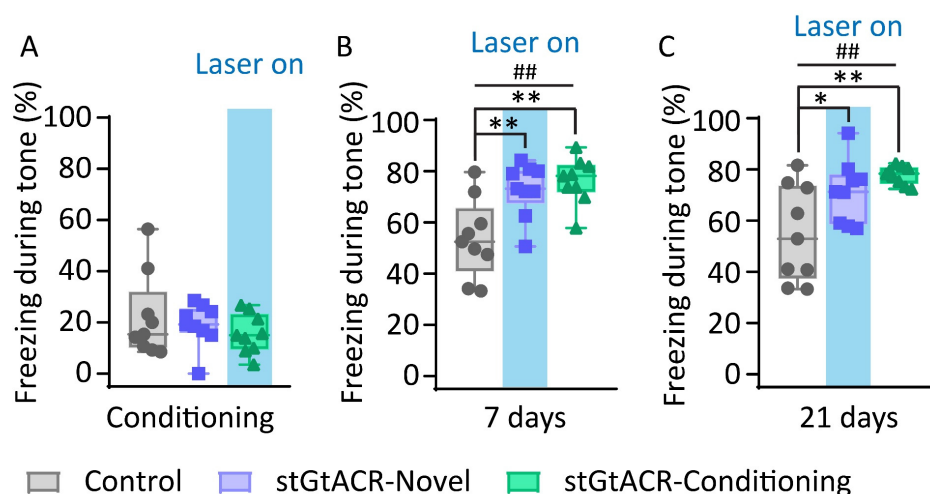 A
Laser on
Freezing during tone (%)
100
80
60
40
20
0
Conditioning
B
Laser on
##
**
**
Freezing during tone (%)
100
80
60
40
20
0
7 days
C
Laser on
##
**
*
Freezing during tone (%)
100
80
60
40
20
0
21 days
Control
stGtACR-Novel
stGtACR-Conditioning